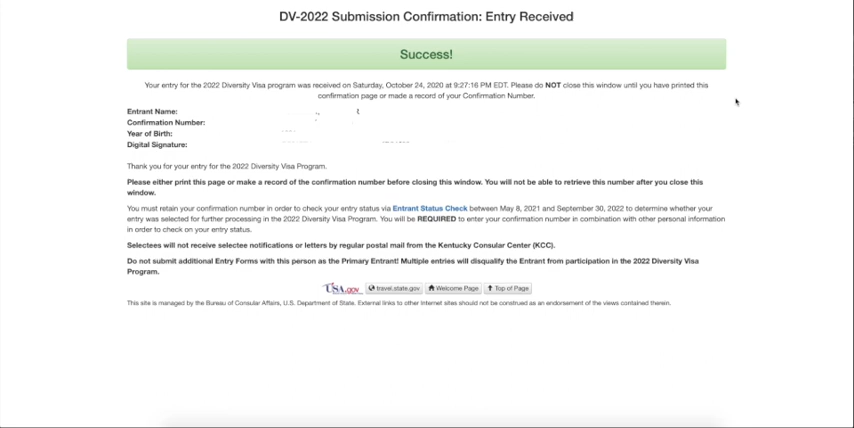 DV-2022 Submission Confirmation: Entry Received
Success!
Your entry for the 2022 Diversity Visa program was received on Saturday, October 24, 2020 at 9:27:16 PM EDT. Please do NOT close this window until you have printed this
confirmation page or made a record of your Confirmation Number.
Entrant Name:
Confirmation Number:
Year of Birth:
Digital Signature:
Thank you for your entry for the 2022 Diversity Visa Program.
Please either print this page or make a record of the confirmation number before closing this window. You will not be able to retrieve this number after you close this
window.
You must retain your confirmation number in order to check your entry status via Entrant Status Check between May 8, 2021 and September 30, 2022 to determine whether your
entry was selected for further processing in the 2022 Diversity Visa Program. You will be REQUIRED to enter your confirmation number in combination with other personal information
in order to check on your entry status.
Selectees will not receive selectee notifications or letters by regular postal mail from the Kentucky Consular Center (KCC).
Do not submit additional Entry Forms with this person as the Primary Entrant! Multiple entries will disqualify the Entrant from participation in the 2022 Diversity Visa
Program.
USA.gov travel.state.gov Welcome Page Top of Page
This site is managed by the Bureau of Consular Affairs, U.S. Department of State. External links to other Internet sites should not be construed as an endorsement of the views contained therein.